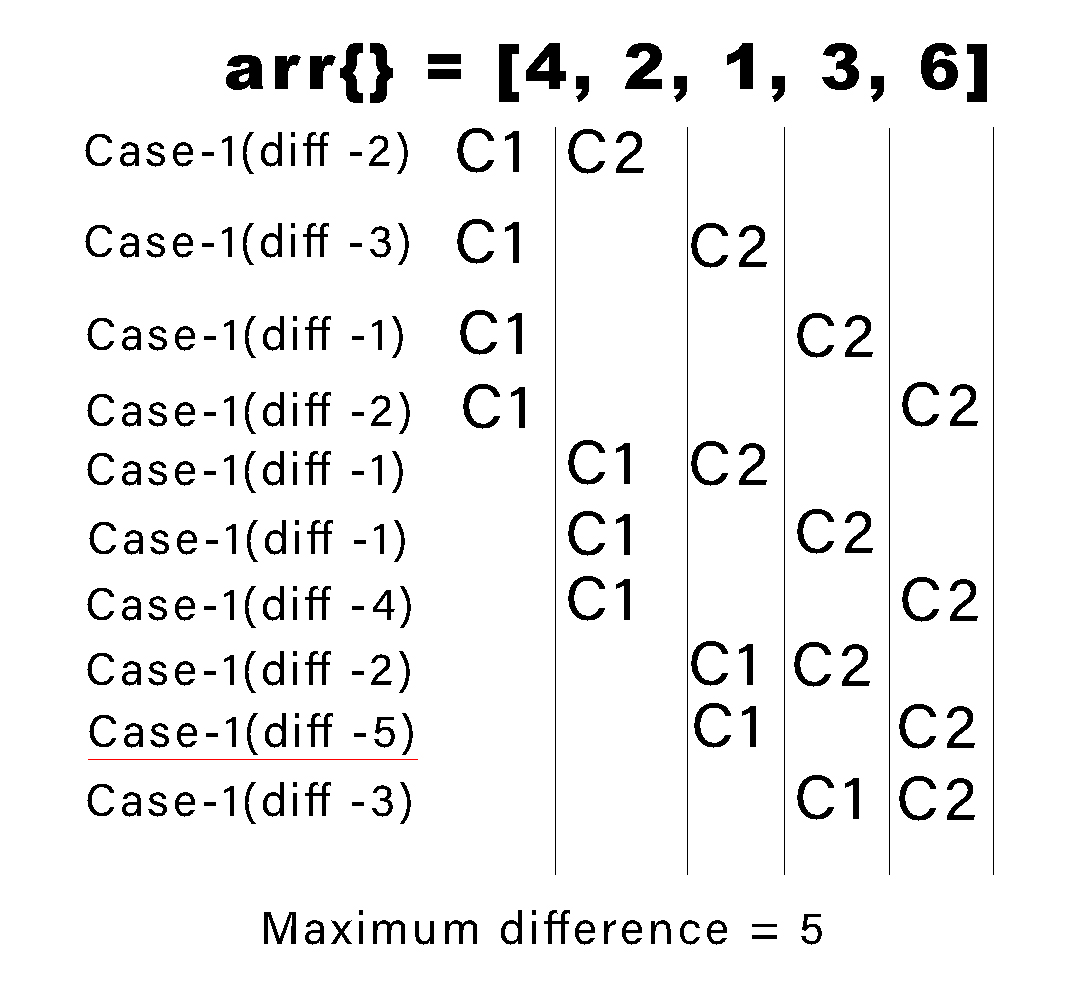 arr{} = [4, 2, 1, 3, 6]
Case-1(diff -2) C1 C2
Case-1(diff -3) C1 C2
Case-1(diff -1) C1 C2
Case-1(diff -2) C1 C2
Case-1(diff -1) C1 C2
Case-1(diff -1) C1 C2
Case-1(diff -4) C1 C2
Case-1(diff -2) C1 C2
Case-1(diff -5) C1 C2
Case-1(diff -3) C1 C2
Maximum difference = 5